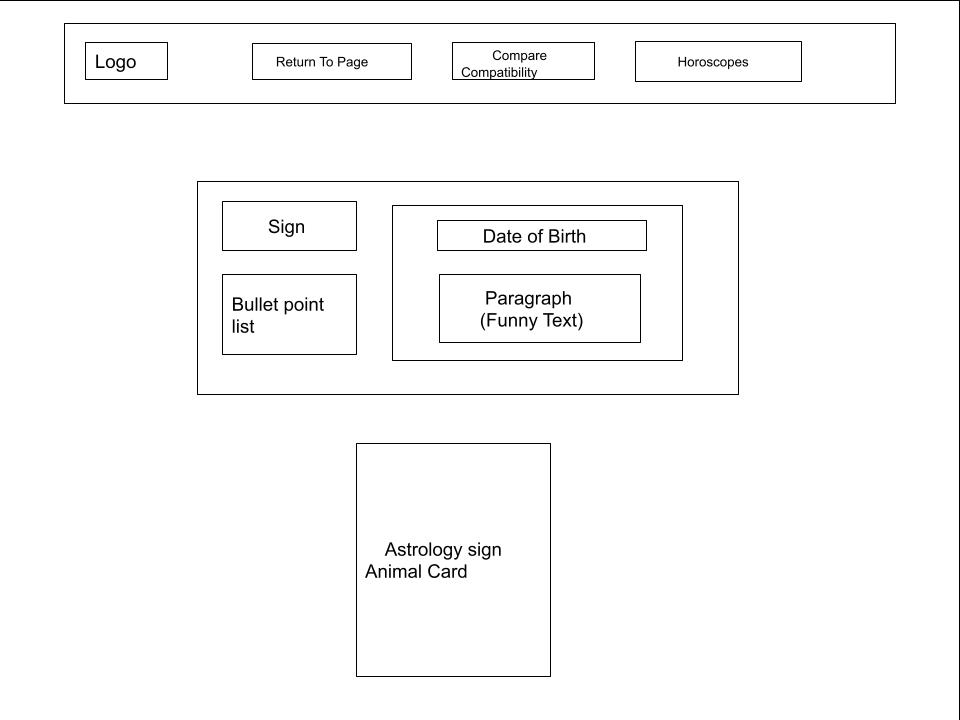 Logo
Return To Page
Compare
Compatibility
Horoscopes
Sign
Date of Birth
Bullet point
list
Paragraph
(Funny Text)
Astrology sign
Animal Card